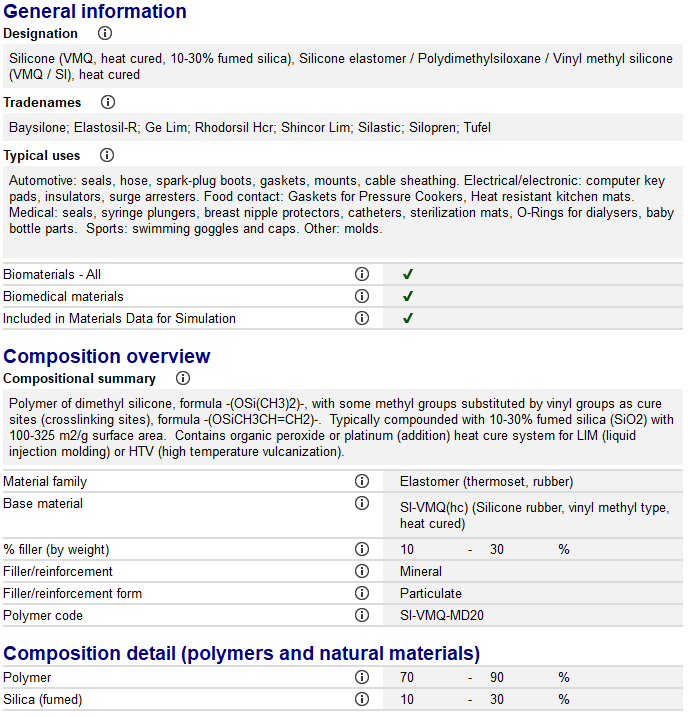 General information
Designation
Silicone (VMQ, heat cured, 10-30% fumed silica), Silicone elastomer / Polydimethylsiloxane / Vinyl methyl silicone
(VMQ / SI), heat cured
Tradenames
Baysilone; Elastosil-R; Ge Lim; Rhodorsil Hcr; Shincor Lim; Silastic; Silopren; Tufel
Typical uses
Automotive: seals, hose, spark-plug boots, gaskets, mounts, cable sheathing. Electrical/electronic: computer key
pads, insulators, surge arresters. Food contact: Gaskets for Pressure Cookers, Heat resistant kitchen mats.
Medical: seals, syringe plungers, breast nipple protectors, catheters, sterilization mats, O-Rings for dialysers, baby
bottle parts. Sports: swimming goggles and caps. Other: molds.
Biomaterials - All ✔
Biomedical materials ✔
Included in Materials Data for Simulation ✔
Composition overview
Compositional summary
Polymer of dimethyl silicone, formula -(OSi(CH3)2)-, with some methyl groups substituted by vinyl groups as cure
sites (crosslinking sites), formula -(OSiCH3CH=CH2)-. Typically compounded with 10-30% fumed silica (SiO2) with
100-325 m2/g surface area. Contains organic peroxide or platinum (addition) heat cure system for LIM (liquid
injection molding) or HTV (high temperature vulcanization).
Material family Elastomer (thermoset, rubber)
Base material SI-VMQ(hc) (Silicone rubber, vinyl methyl type,
heat cured)
% filler (by weight) 10 - 30 %
Filler/reinforcement Mineral
Filler/reinforcement form Particulate
Polymer code SI-VMQ-MD20
Composition detail (polymers and natural materials)
Polymer 70 - 90 %
Silica (fumed) 10 - 30 %